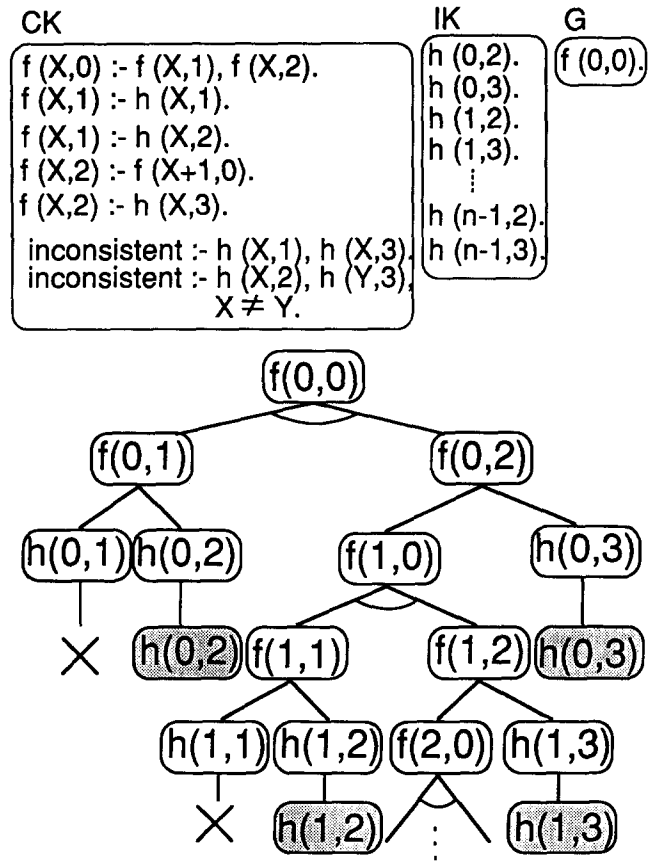 CK
f (X,0) :- f (X,1), f (X,2).
f (X,1) :- h (X,1).
f (X,1) :- h (X,2).
f (X,2) :- f (X+1,0).
f (X,2) :- h (X,3).
inconsistent :- h (X,1), h (X,3).
inconsistent :- h (X,2), h (Y,3),
X ≠ Y.
IK
h (0,2).
h (0,3).
h (1,2).
h (1,3).
h (n-1,2).
h (n-1,3).
G
f (0,0).
f(0,0)
f(0,1) f(0,2)
h(0,1) h(0,2) f(1,0) h(0,3)
h(0,2) f(1,1) f(1,2) h(0,3)
h(1,1) h(1,2) f(2,0) h(1,3)
h(1,2) h(1,3)